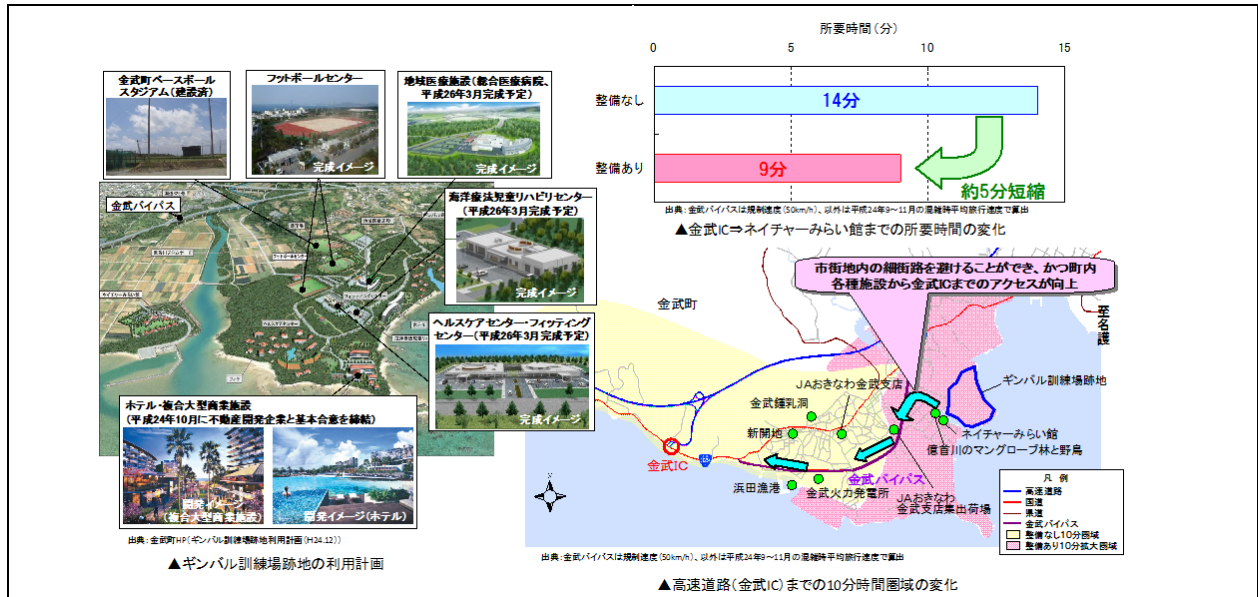 金武町ベースボール
スタジアム(建設済)
フットボールセンター
完成イメージ
地域医療施設(総合医療病院、
平成26年3月完成予定)
完成イメージ
金武バイパス
海洋療法児童リハビリセンター
(平成26年3月完成予定)
完成イメージ
ヘルスケアセンター・フィッティング
センター(平成26年3月完成予定)
完成イメージ
ホテル・複合大型商業施設
(平成24年10月に不動産開発企業と基本合意を締結)
開発イメージ
(複合大型商業施設)
開発イメージ(ホテル)
出典:金武町HP(ギンバル訓練場跡地利用計画(H24.12))
▲ギンバル訓練場跡地の利用計画
所要時間(分)
0 5 10 15
整備なし
14分
整備あり
9分
約5分短縮
出典:金武バイパスは規制速度(50km/h)、以外は平成24年9~11月の混雑時平均旅行速度で算出
▲金武IC⇒ネイチャーみらい館までの所要時間の変化
市街地内の細街路を避けることができ、かつ町内
各種施設から金武ICまでのアクセスが向上
金武町
至名護
JAおきなわ金武支店
ギンバル訓練場跡地
金武鍾乳洞
新開地
ネイチャーみらい館
億首川のマングローブ林と野鳥
金武IC
金武バイパス
浜田漁港
金武火力発電所
JAおきなわ
金武支店集出荷場
凡 例
高速道路
国道
県道
金武バイパス
整備なし10分圏域
整備あり10分拡大圏域
出典:金武バイパスは規制速度(50km/h)、以外は平成24年9~11月の混雑時平均旅行速度で算出
▲高速道路(金武IC)までの10分時間圏域の変化